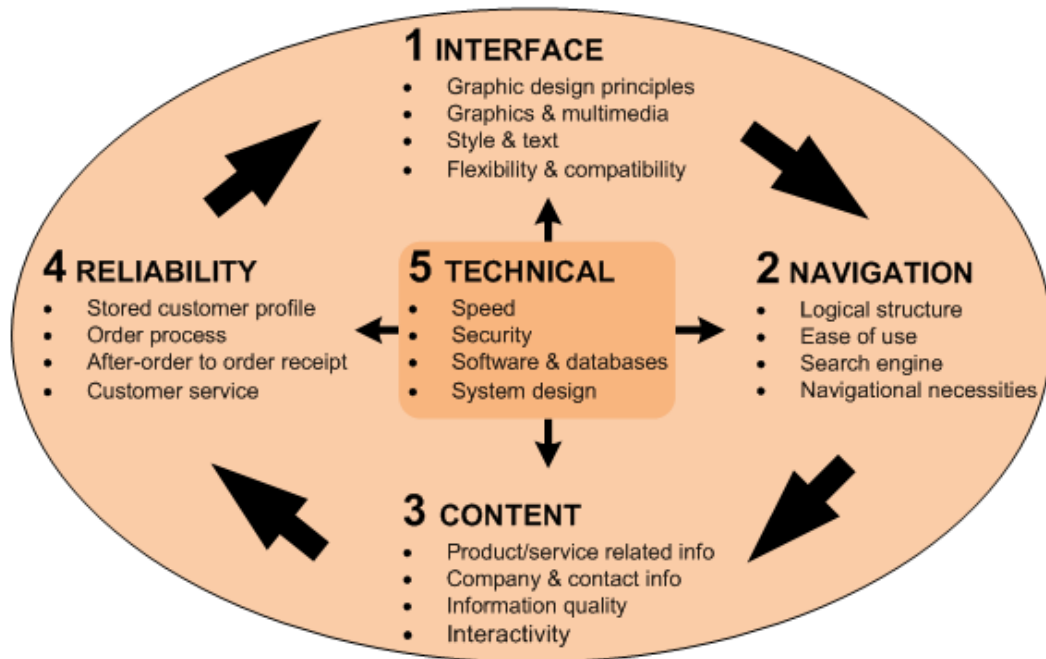 1 INTERFACE
• Graphic design principles
• Graphics & multimedia
• Style & text
• Flexibility & compatibility
4 RELIABILITY
• Stored customer profile
• Order process
• After-order to order receipt
• Customer service
5 TECHNICAL
• Speed
• Security
• Software & databases
• System design
2 NAVIGATION
• Logical structure
• Ease of use
• Search engine
• Navigational necessities
3 CONTENT
• Product/service related info
• Company & contact info
• Information quality
• Interactivity